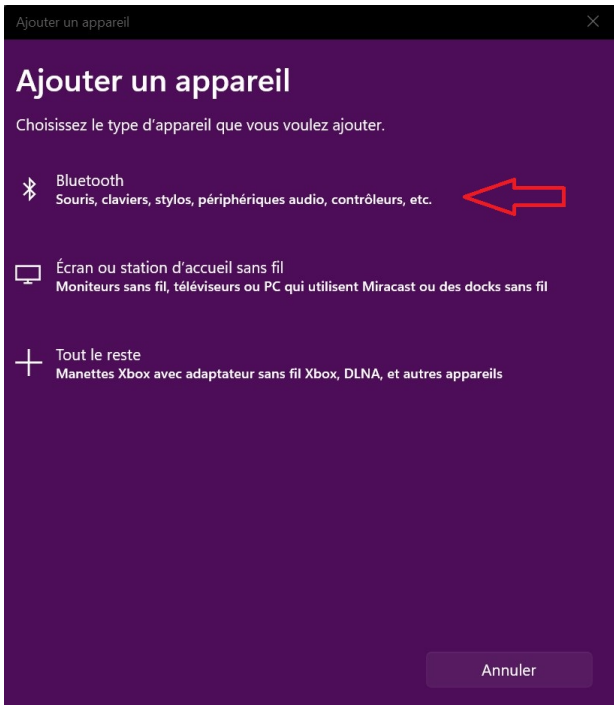 Ajouter un appareil
Ajouter un appareil
Choisissez le type d'appareil que vous voulez ajouter.
Bluetooth
Souris, claviers, stylos, périphériques audio, contrôleurs, etc.
Écran ou station d'accueil sans fil
Moniteurs sans fil, téléviseurs ou PC qui utilisent Miracast ou des docks sans fil
Tout le reste
Manettes Xbox avec adaptateur sans fil Xbox, DLNA, et autres appareils
Annuler